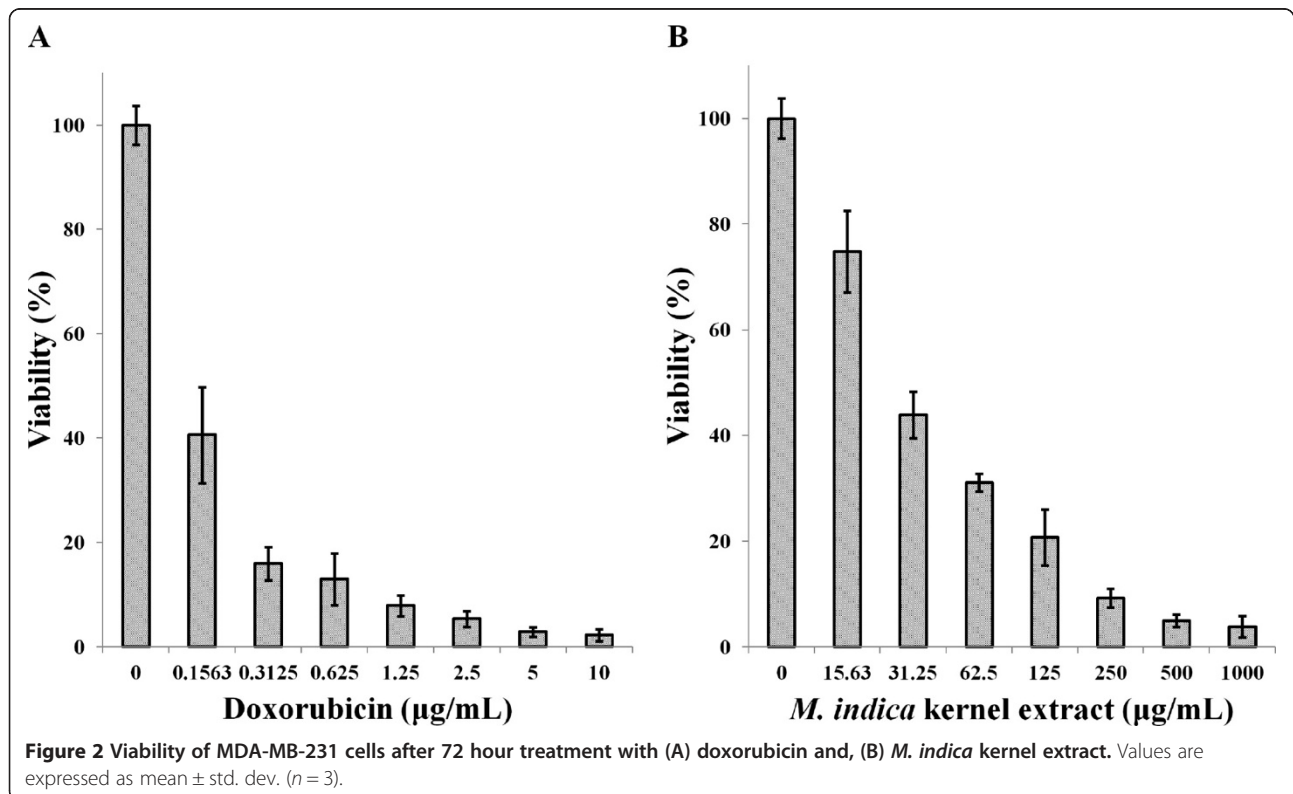 A
100
80
60
40
20
0
Viability (%)
0 0.1563 0.3125 0.625 1.25 2.5 5 10
Doxorubicin (µg/mL)
B
100
80
60
40
20
0
Viability (%)
0 15.63 31.25 62.5 125 250 500 1000
M. indica kernel extract (µg/mL)
Figure 2 Viability of MDA-MB-231 cells after 72 hour treatment with (A) doxorubicin and, (B) M. indica kernel extract. Values are
expressed as mean ± std. dev. (n = 3).